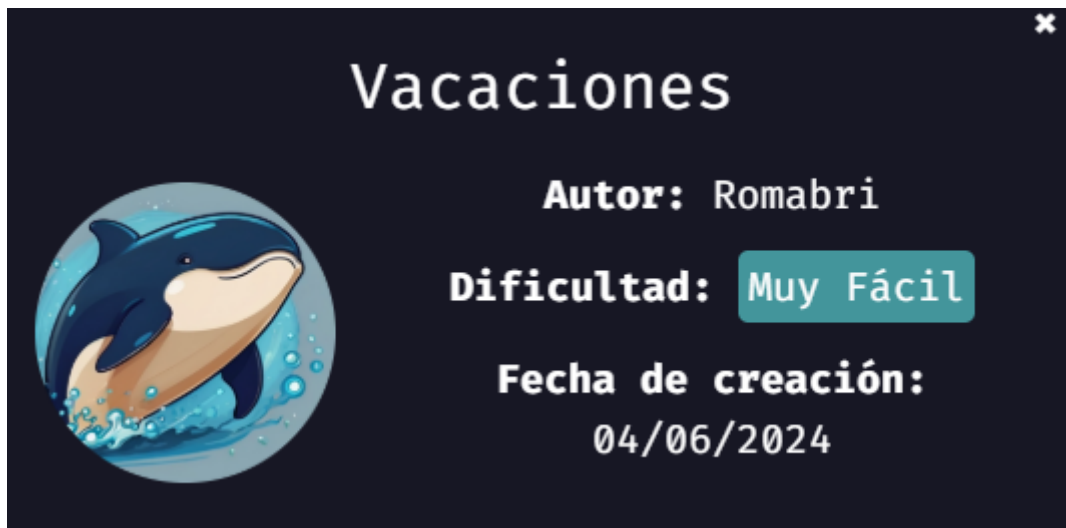 Vacaciones
Autor: Romabri
Dificultad: Muy Fácil
Fecha de creación:
04/06/2024